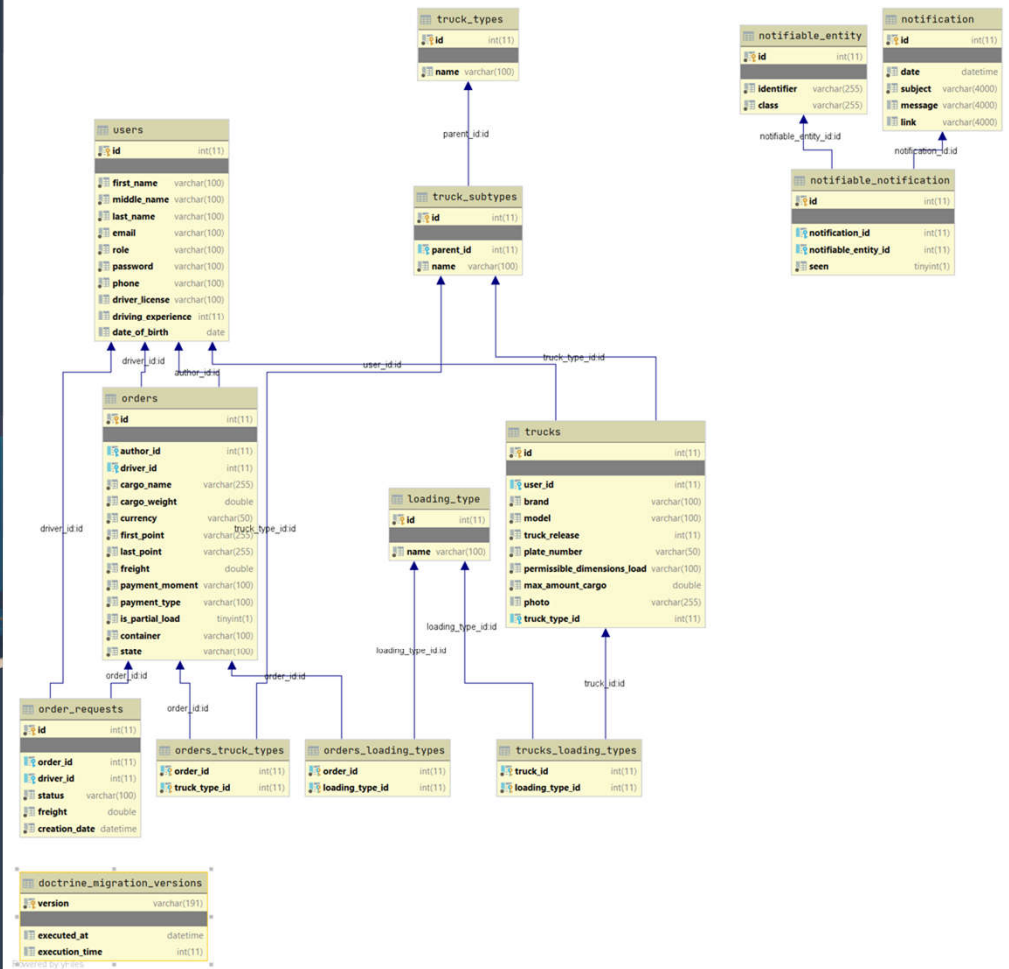 truck_types
id int(11)
name varchar(100)
notifiable_entity
id int(11)
identifier varchar(255)
class varchar(255)
notification
id int(11)
date datetime
subject varchar(4000)
message varchar(4000)
link varchar(4000)
parent_id:id
notifiable_entity_id:id
notification_id:id
users
id int(11)
first_name varchar(100)
middle_name varchar(100)
last_name varchar(100)
email varchar(100)
role varchar(100)
password varchar(100)
phone varchar(100)
driver_license varchar(100)
driving_experience int(11)
date_of_birth date
truck_subtypes
id int(11)
parent_id int(11)
name varchar(100)
notifiable_notification
id int(11)
notification_id int(11)
notifiable_entity_id int(11)
seen tinyint(1)
driver_id:id
author_id:id
user_id:id
truck_type_id:id
orders
id int(11)
author_id int(11)
driver_id int(11)
cargo_name varchar(255)
cargo_weight double
currency varchar(50)
first_point varchar(255)
last_point varchar(255)
freight double
payment_moment varchar(100)
payment_type varchar(100)
is_partial_load tinyint(1)
container varchar(100)
state varchar(100)
driver_id:id
truck_type_id:id
loading_type
id int(11)
name varchar(100)
trucks
id int(11)
user_id int(11)
brand varchar(100)
model varchar(100)
truck_release int(11)
plate_number varchar(50)
permissible_dimensions_load varchar(100)
max_amount_cargo double
photo varchar(255)
truck_type_id int(11)
loading_type_id:id
loading_type_id:id
order_id:id
order_id:id
order_id:id
truck_id:id
order_requests
id int(11)
order_id int(11)
driver_id int(11)
status varchar(100)
freight double
creation_date datetime
orders_truck_types
order_id int(11)
truck_type_id int(11)
orders_loading_types
order_id int(11)
loading_type_id int(11)
trucks_loading_types
truck_id int(11)
loading_type_id int(11)
doctrine_migration_versions
version varchar(191)
executed_at datetime
execution_time int(11)
Powered by yFiles